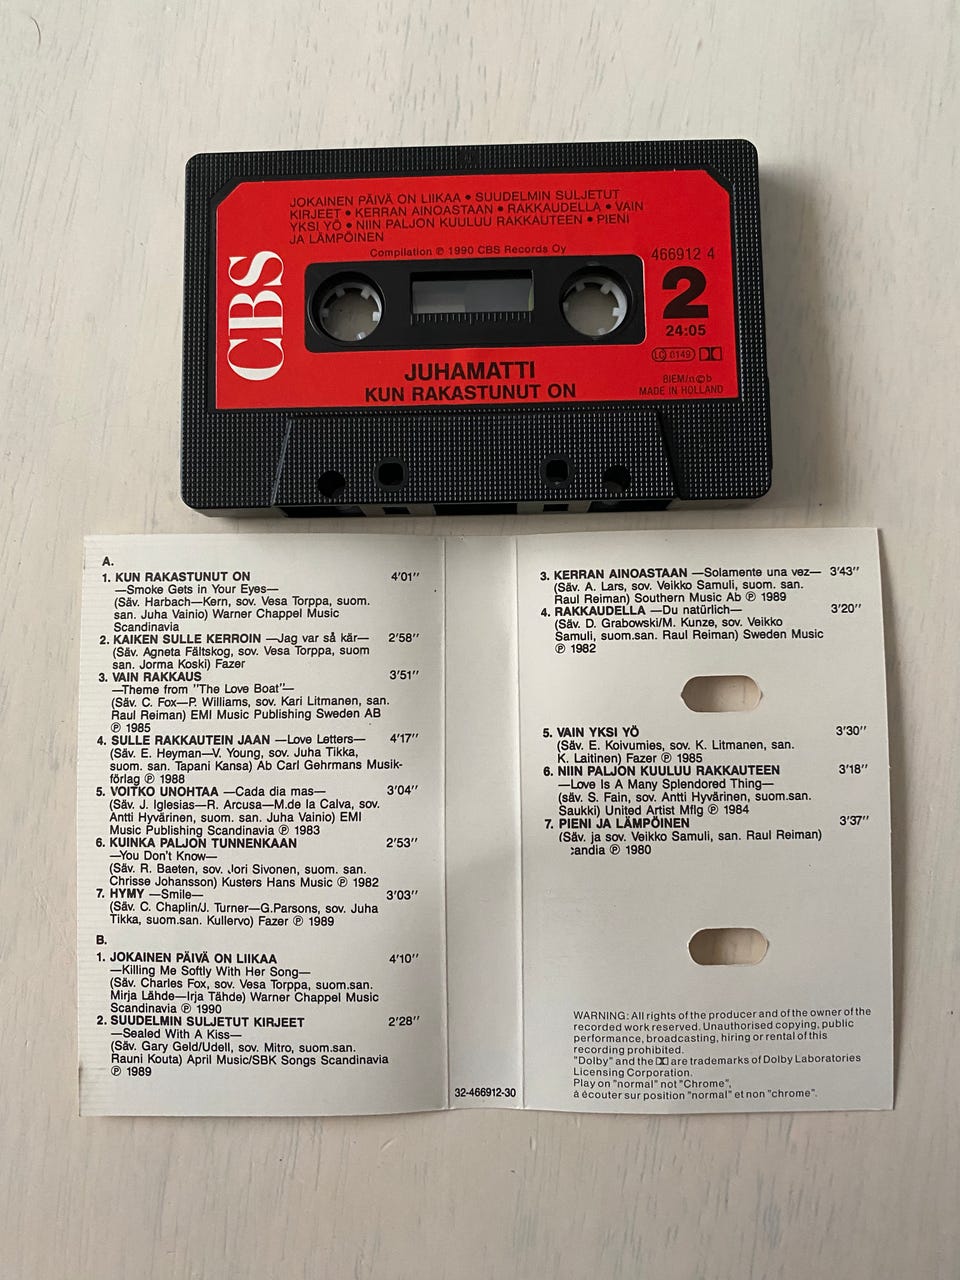 JOKAINEN PÄIVÄ ON LIIKAA • SUUDELMIN SULJETUT
KIRJEET • KERRAN AINOASTAAN • RAKKAUDELLA • VAIN
YKSI YÖ • NIIN PALJON KUULUU RAKKAUTEEN • PIENI
JA LÄMPÖINEN
Compilation ℗ 1990 CBS Records Oy
CBS
466912 4
2
24:05
LC 0149
JUHAMATTI
KUN RAKASTUNUT ON
BIEM/n©b
MADE IN HOLLAND
A.
1. KUN RAKASTUNUT ON 4'01''
—Smoke Gets in Your Eyes—
(Säv. Harbach—Kern, sov. Vesa Torppa, suom.
san. Juha Vainio) Warner Chappel Music
Scandinavia
2. KAIKEN SULLE KERROIN —Jag var så kär— 2'58''
(Säv. Agneta Fältskog, sov. Vesa Torppa, suom
san. Jorma Koski) Fazer
3. VAIN RAKKAUS 3'51''
—Theme from "The Love Boat"—
(Säv. C. Fox—P. Williams, sov. Kari Litmanen, san.
Raul Reiman) EMI Music Publishing Sweden AB
℗ 1985
4. SULLE RAKKAUTEIN JAAN —Love Letters— 4'17''
(Säv. E. Heyman—V. Young, sov. Juha Tikka,
suom. san. Tapani Kansa) Ab Carl Gehrmans Musik-
förlag ℗ 1988
5. VOITKO UNOHTAA —Cada dia mas— 3'04''
(Säv. J. Iglesias—R. Arcusa—M.de la Calva, sov.
Antti Hyvärinen, suom. san. Juha Vainio) EMI
Music Publishing Scandinavia ℗ 1983
6. KUINKA PALJON TUNNENKAAN 2'53''
—You Don't Know—
(Säv. R. Baeten, sov. Jori Sivonen, suom. san.
Chrisse Johansson) Kusters Hans Music ℗ 1982
7. HYMY —Smile— 3'03''
(Säv. C. Chaplin/J. Turner—G.Parsons, sov. Juha
Tikka, suom.san. Kullervo) Fazer ℗ 1989
B.
1. JOKAINEN PÄIVÄ ON LIIKAA 4'10''
—Killing Me Softly With Her Song—
(Säv. Charles Fox, sov. Vesa Torppa, suom.san.
Mirja Lähde—Irja Tähde) Warner Chappel Music
Scandinavia ℗ 1990
2. SUUDELMIN SULJETUT KIRJEET 2'28''
—Sealed With A Kiss—
(Säv. Gary Geld/Udell, sov. Mitro, suom.san.
Rauni Kouta) April Music/SBK Songs Scandinavia
℗ 1989
32-466912-30
3. KERRAN AINOASTAAN —Solamente una vez— 3'43''
(Säv. A. Lars, sov. Veikko Samuli, suom. san.
Raul Reiman) Southern Music Ab ℗ 1989
4. RAKKAUDELLA —Du natürlich— 3'20''
(Säv. D. Grabowski/M. Kunze, sov. Veikko
Samuli, suom.san. Raul Reiman) Sweden Music
℗ 1982
5. VAIN YKSI YÖ 3'30''
(Säv. E. Koivumies, sov. K. Litmanen, san.
K. Laitinen) Fazer ℗ 1985
6. NIIN PALJON KUULUU RAKKAUTEEN 3'18''
—Love Is A Many Splendored Thing—
(säv. S. Fain, sov. Antti Hyvärinen, suom.san.
Saukki) United Artist Mflg ℗ 1984
7. PIENI JA LÄMPÖINEN 3'37''
(Säv. ja sov. Veikko Samuli, san. Raul Reiman)
candia ℗ 1980
WARNING: All rights of the producer and of the owner of the
recorded work reserved. Unauthorised copying, public
performance, broadcasting, hiring or rental of this
recording prohibited.
"Dolby" and the are trademarks of Dolby Laboratories
Licensing Corporation.
Play on "normal" not "Chrome",
à écouter sur position "normal" et non "chrome".